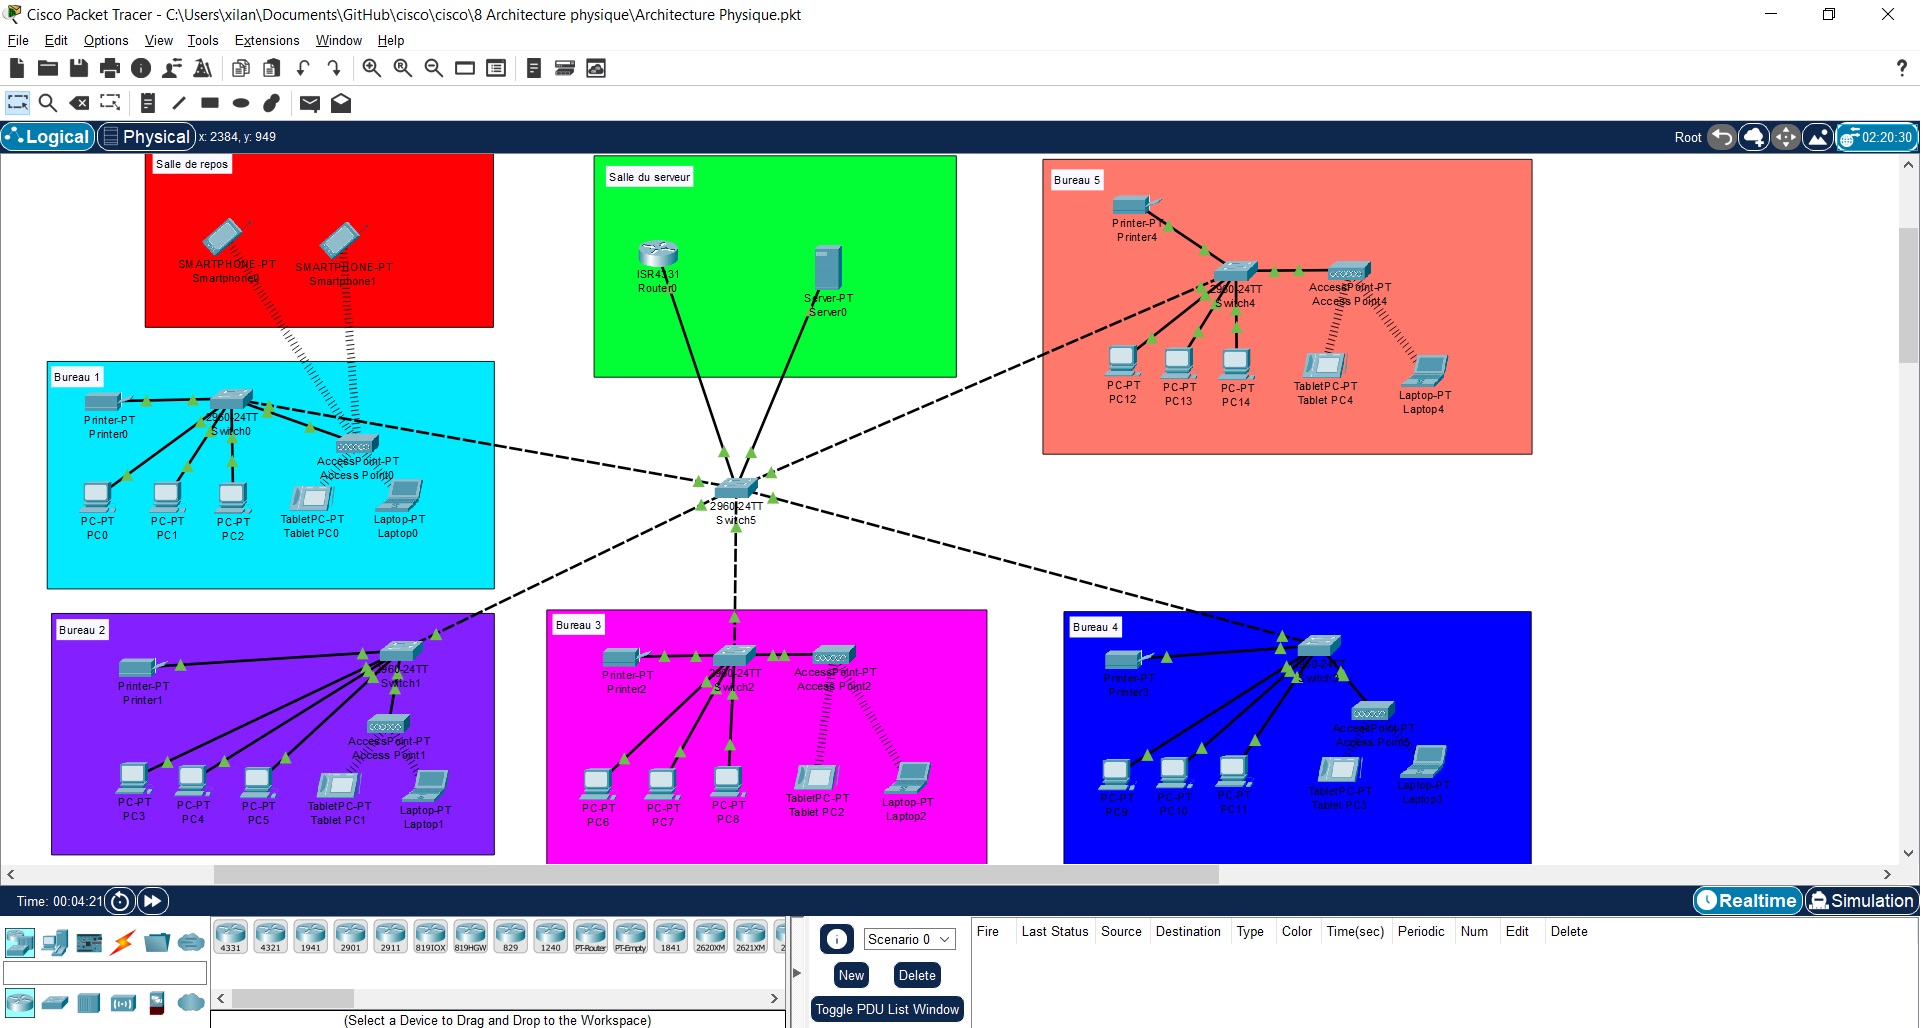 Cisco Packet Tracer - C:\Users\xilan\Documents\GitHub\cisco\cisco\8 Architecture physique\Architecture Physique.pkt
File Edit Options View Tools Extensions Window Help
?
Logical Physical x: 2384, y: 949 Root 02:20:30
Salle de repos
SMARTPHONE-PT
Smartphone0
SMARTPHONE-PT
Smartphone1
Salle du serveur
ISR4331
Router0
Server-PT
Server0
Bureau 5
Printer-PT
Printer4
2960-24TT
Switch4
AccessPoint-PT
Access Point4
PC-PT
PC12
PC-PT
PC13
PC-PT
PC14
TabletPC-PT
Tablet PC4
Laptop-PT
Laptop4
Bureau 1
Printer-PT
Printer0
2960-24TT
Switch0
AccessPoint-PT
Access Point0
PC-PT
PC0
PC-PT
PC1
PC-PT
PC2
TabletPC-PT
Tablet PC0
Laptop-PT
Laptop0
2960-24TT
Switch5
Bureau 2
Printer-PT
Printer1
2960-24TT
Switch1
AccessPoint-PT
Access Point1
PC-PT
PC3
PC-PT
PC4
PC-PT
PC5
TabletPC-PT
Tablet PC1
Laptop-PT
Laptop1
Bureau 3
Printer-PT
Printer2
2960-24TT
Switch2
AccessPoint-PT
Access Point2
PC-PT
PC6
PC-PT
PC7
PC-PT
PC8
TabletPC-PT
Tablet PC2
Laptop-PT
Laptop2
Bureau 4
Printer-PT
Printer3
AccessPoint-PT
PC-PT
PC9
PC-PT
PC10
PC-PT
PC11
TabletPC-PT
Tablet PC3
Laptop-PT
Laptop3
Time: 00:04:21 Realtime Simulation
4331 4321 1941 2901 2911 819IOX 819HGW 829 1240 PT-Router PT-Empty 1841 2620XM 2621XM 2
(Select a Device to Drag and Drop to the Workspace)
Scenario 0
New Delete
Toggle PDU List Window
Fire Last Status Source Destination Type Color Time(sec) Periodic Num Edit Delete